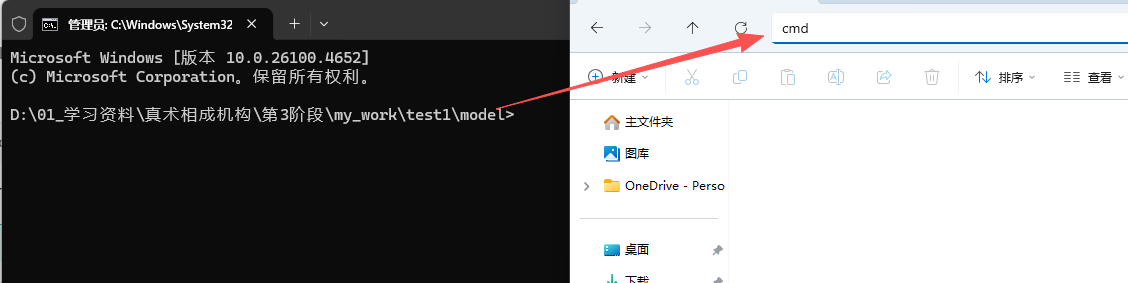 管理员: C:\Windows\System32
Microsoft Windows [版本 10.0.26100.4652]
(c) Microsoft Corporation。保留所有权利。
D:\01_学习资料\真术相成机构\第3阶段\my_work\test1\model>
cmd
新建
排序
查看
主文件夹
图库
OneDrive - Perso
桌面
下载